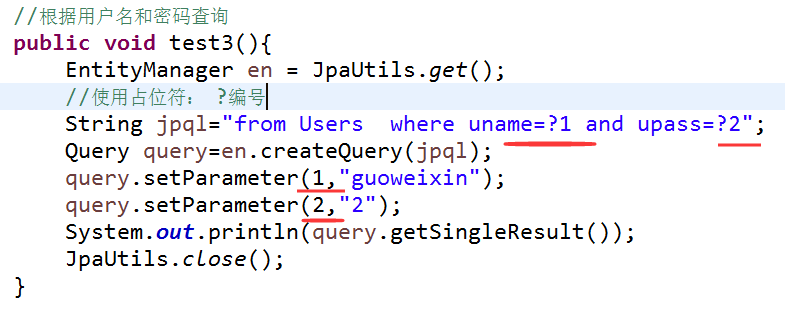 //根据用户名和密码查询
public void test3(){
    EntityManager en = JpaUtils.get();
    //使用占位符： ?编号
    String jpql="from Users  where uname=?1 and upass=?2";
    Query query=en.createQuery(jpql);
    query.setParameter(1,"guoweixin");
    query.setParameter(2,"2");
    System.out.println(query.getSingleResult());
    JpaUtils.close();
}